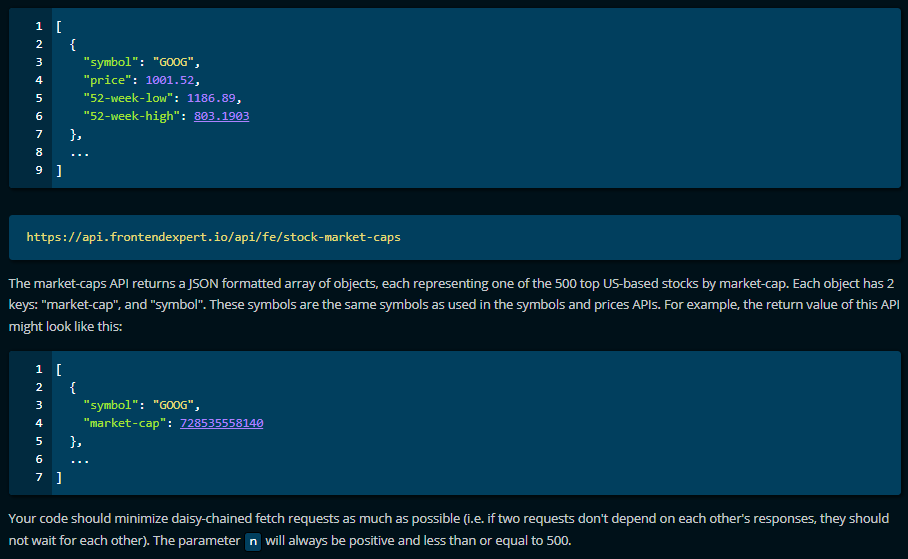 1 [
2 {
3 "symbol": "GOOG",
4 "price": 1001.52,
5 "52-week-low": 1186.89,
6 "52-week-high": 803.1903
7 },
8 ...
9 ]
https://api.frontendexpert.io/api/fe/stock-market-caps
The market-caps API returns a JSON formatted array of objects, each representing one of the 500 top US-based stocks by market-cap. Each object has 2
keys: "market-cap", and "symbol". These symbols are the same symbols as used in the symbols and prices APIs. For example, the return value of this API
might look like this:
1 [
2 {
3 "symbol": "GOOG",
4 "market-cap": 728535558140
5 },
6 ...
7 ]
Your code should minimize daisy-chained fetch requests as much as possible (i.e. if two requests don't depend on each other's responses, they should
not wait for each other). The parameter n will always be positive and less than or equal to 500.